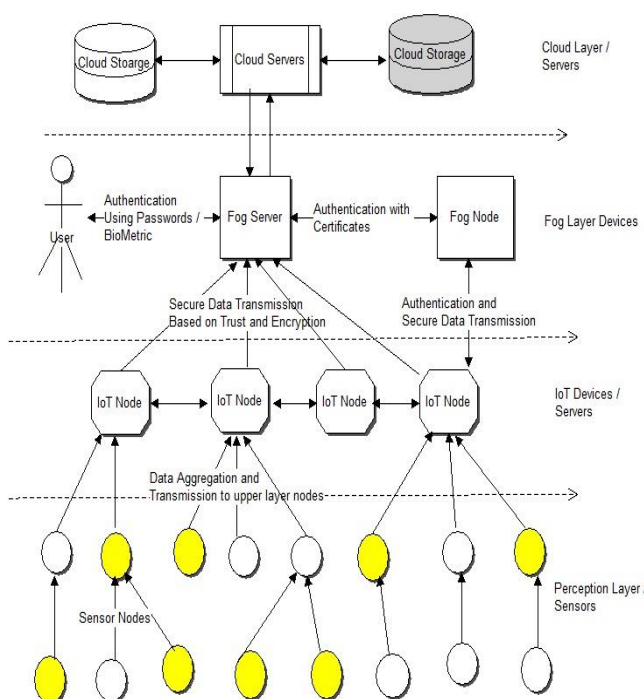 Cloud Stoarge
Cloud Servers
Cloud Storage
Cloud Layer /
Servers
Authentication
Using Passwords /
BioMetric
User
Fog Server
Authentication with
Certificates
Fog Node
Fog Layer Devices
Secure Data Transmission
Based on Trust and Encryption
Authentication and
Secure Data Transmission
IoT Node
IoT Node
IoT Node
IoT Node
IoT Devices /
Servers
Data Aggregation and
Transmission to upper layer nodes
Sensor Nodes
Perception Layer /
Sensors